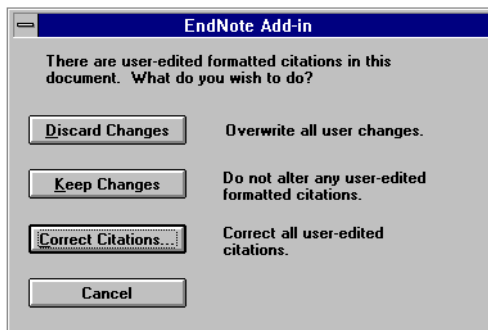 EndNote Add-in
There are user-edited formatted citations in this
document. What do you wish to do?
Discard Changes
Overwrite all user changes.
Keep Changes
Do not alter any user-edited
formatted citations.
Correct Citations...
Correct all user-edited
citations.
Cancel